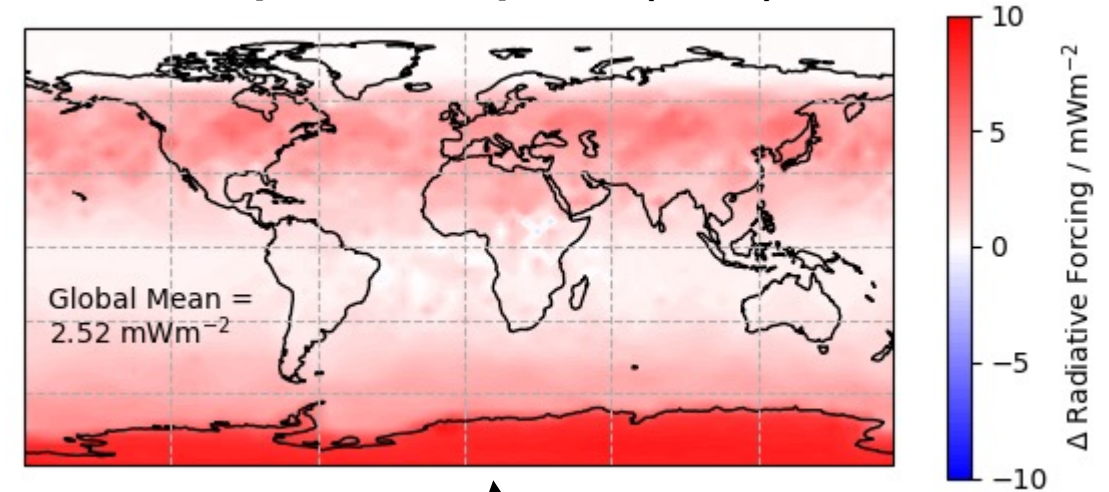 Global Mean =
2.52 mWm⁻²
10
5
0
−5
−10
Δ Radiative Forcing / mWm⁻²